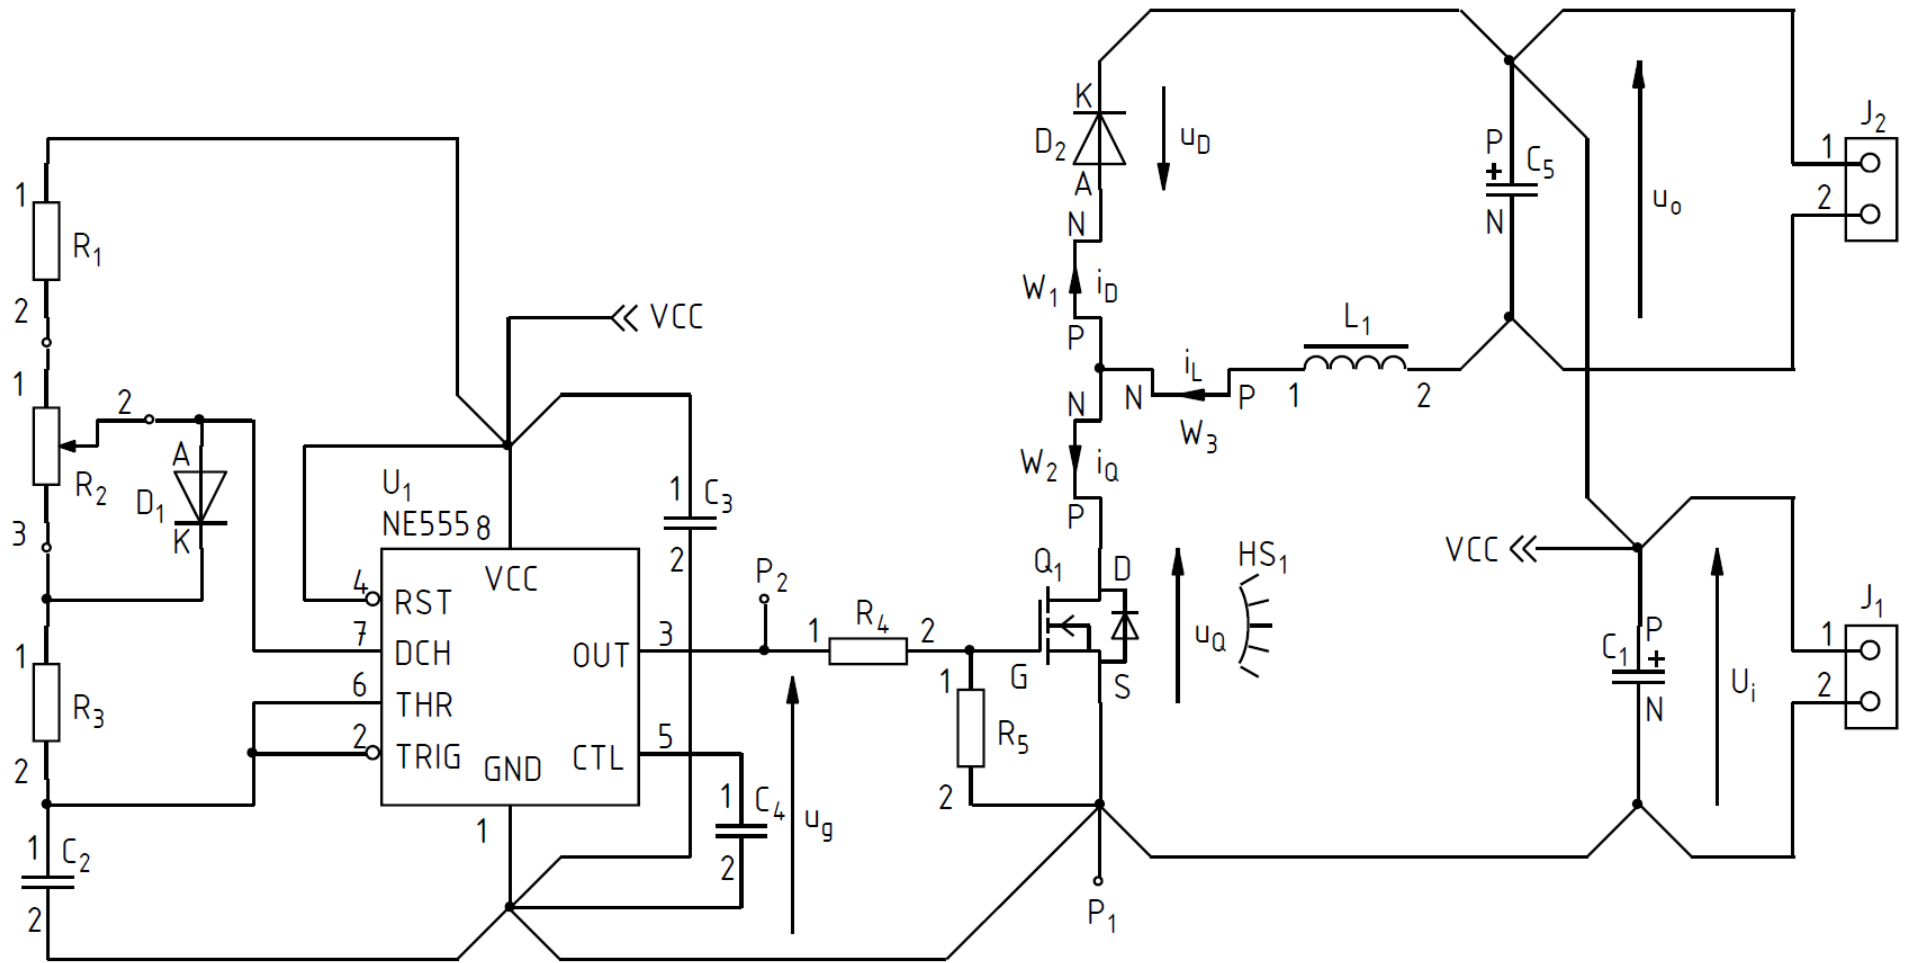 K
D2
A
uD
N
W1
iD
P
N
W2
iQ
P
iL
N
P
W3
L1
1
2
P
+
C5
N
uo
J2
1
2
1
R1
2
1
2
R2
3
A
D1
K
1
R3
2
1
C2
2
VCC
U1
NE555
8
VCC
4
RST
7
DCH
6
THR
2
TRIG
GND
1
OUT
3
CTL
5
1
C3
2
1
C4
2
P2
ug
1
R4
2
1
R5
2
G
Q1
D
S
uQ
HS1
P1
VCC
P
C1
+
N
Ui
J1
1
2